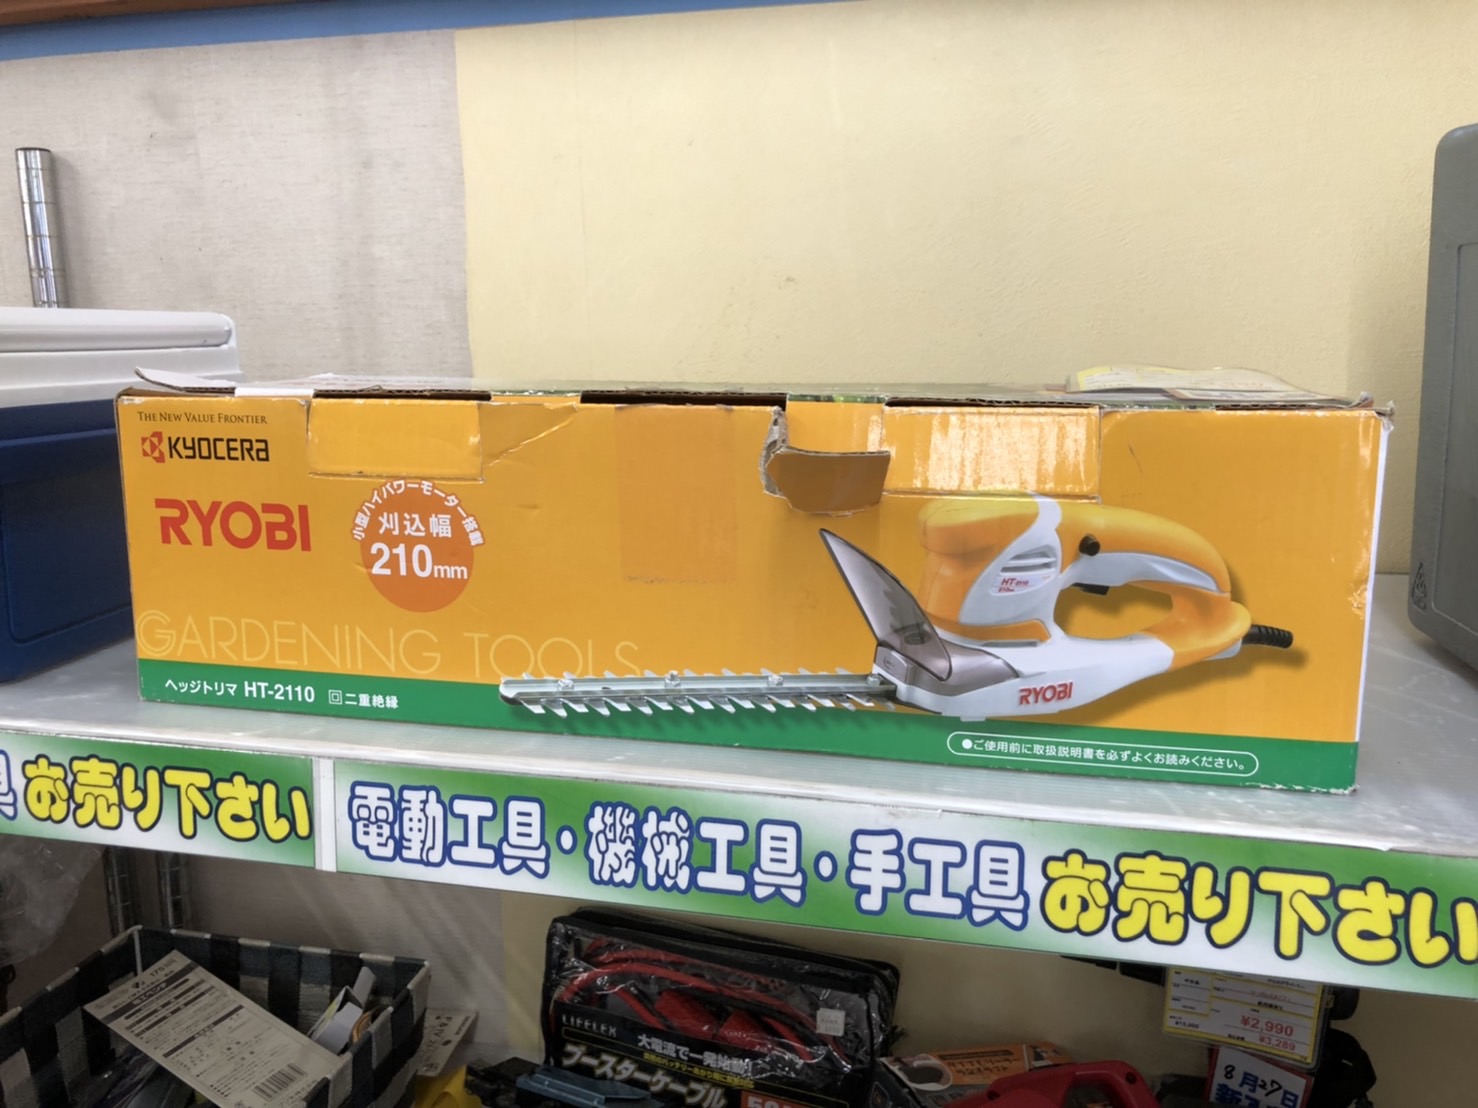 THE NEW VALUE FRONTIER
KYOCERA
RYOBI
小型ハイパワーモーター搭載
刈込幅
210mm
GARDENING TOOLS
ヘッジトリマ HT-2110 回二重絶縁
HT-2110
RYOBI
●ご使用前に取扱説明書を必ずよくお読みください。
お売り下さい
電動工具・機械工具・手工具 お売り下さい
LIFELEX
大電流で一発始動
ブースターケーブル
¥2,990
¥3,289
8月27日